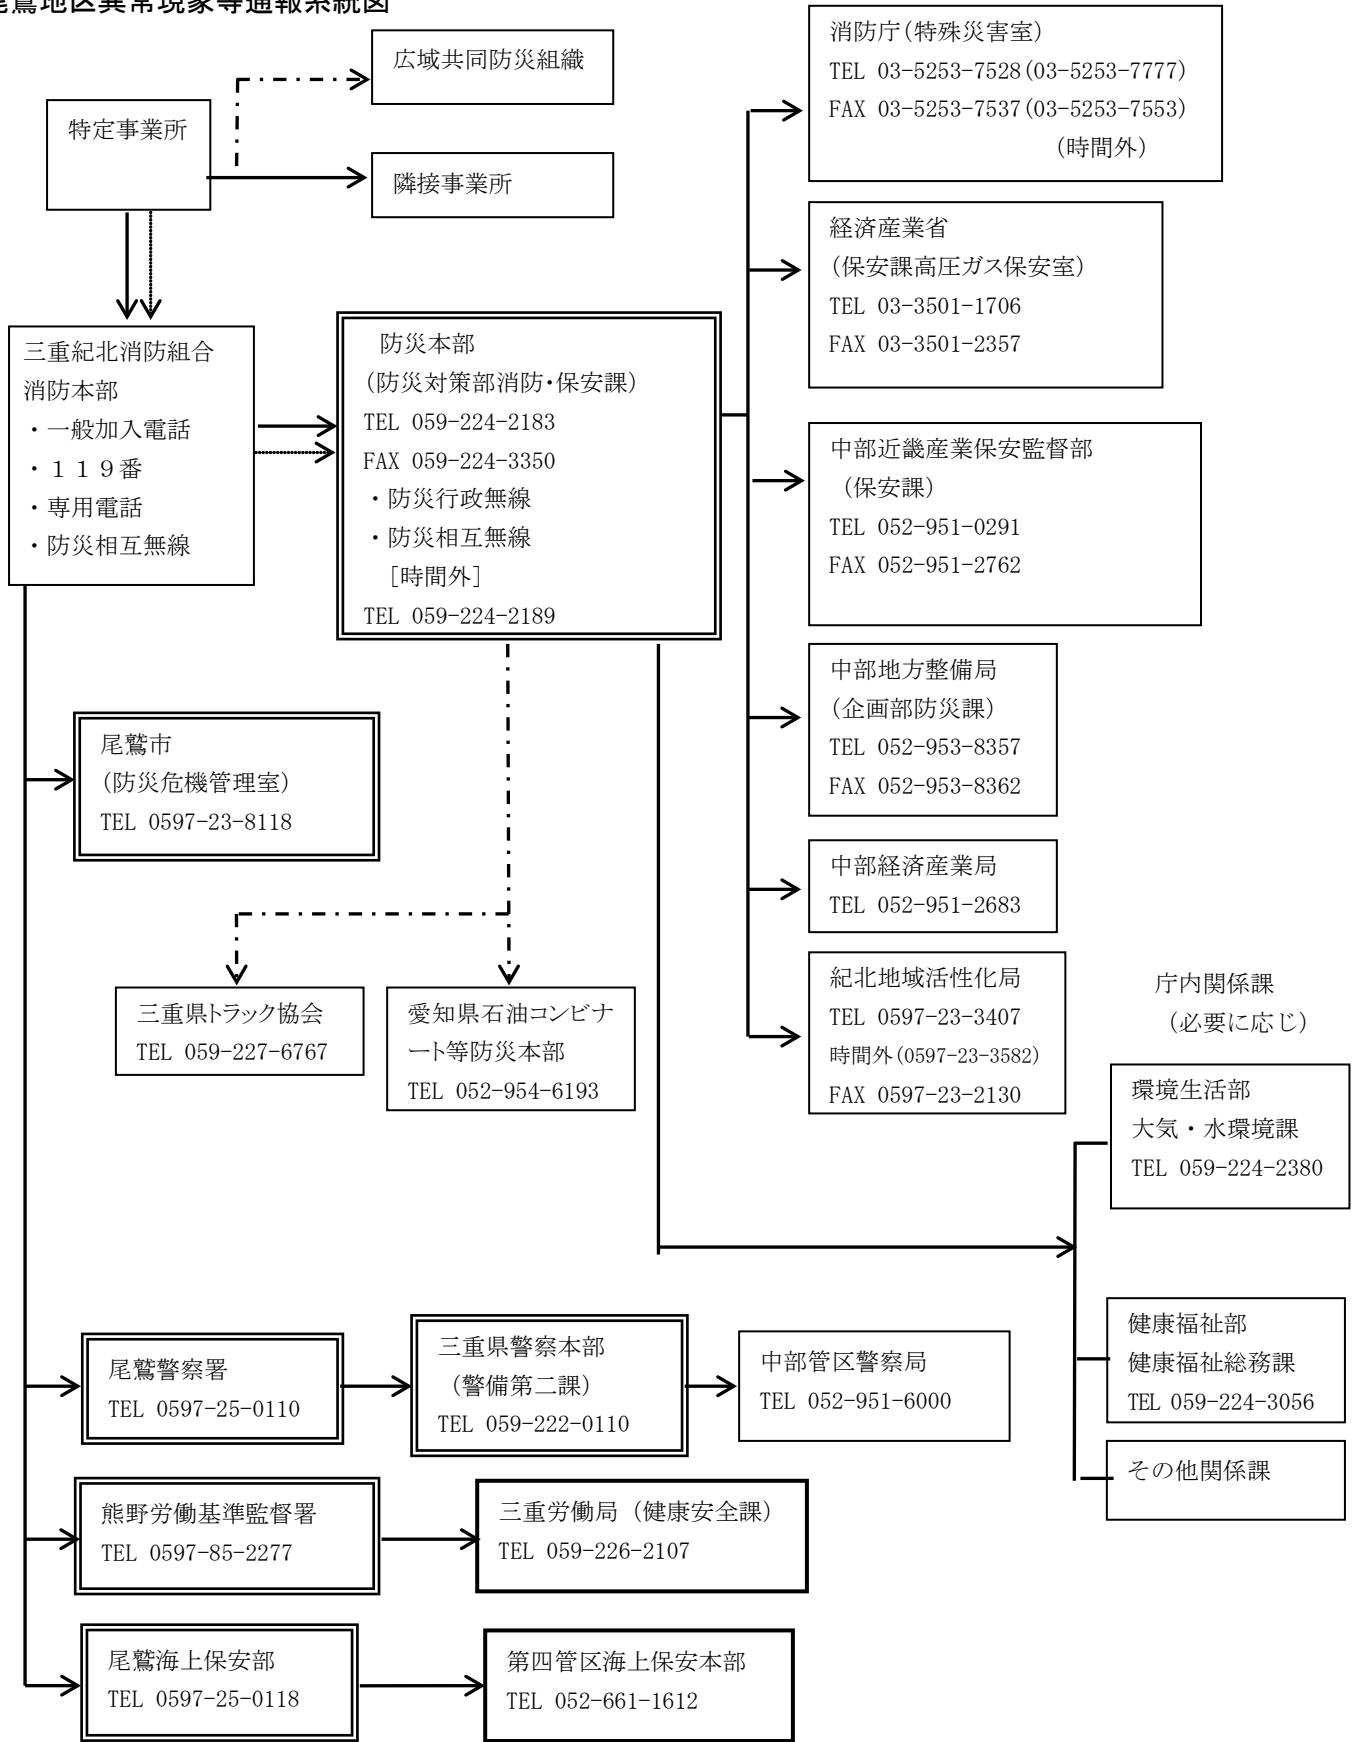 尾鷲地区異常現象等通報系統図
広域共同防災組織
特定事業所
隣接事業所
消防庁(特殊災害室)
TEL 03-5253-7528(03-5253-7777)
FAX 03-5253-7537(03-5253-7553)
(時間外)
経済産業省
(保安課高圧ガス保安室)
TEL 03-3501-1706
FAX 03-3501-2357
三重紀北消防組合
消防本部
・一般加入電話
・１１９番
・専用電話
・防災相互無線
防災本部
(防災対策部消防・保安課)
TEL 059-224-2183
FAX 059-224-3350
・防災行政無線
・防災相互無線
[時間外]
TEL 059-224-2189
中部近畿産業保安監督部
(保安課)
TEL 052-951-0291
FAX 052-951-2762
中部地方整備局
(企画部防災課)
TEL 052-953-8357
FAX 052-953-8362
尾鷲市
(防災危機管理室)
TEL 0597-23-8118
中部経済産業局
TEL 052-951-2683
三重県トラック協会
TEL 059-227-6767
愛知県石油コンビナ
ート等防災本部
TEL 052-954-6193
紀北地域活性化局
TEL 0597-23-3407
時間外(0597-23-3582)
FAX 0597-23-2130
庁内関係課
(必要に応じ)
環境生活部
大気・水環境課
TEL 059-224-2380
健康福祉部
健康福祉総務課
TEL 059-224-3056
その他関係課
尾鷲警察署
TEL 0597-25-0110
三重県警察本部
(警備第二課)
TEL 059-222-0110
中部管区警察局
TEL 052-951-6000
熊野労働基準監督署
TEL 0597-85-2277
三重労働局 (健康安全課)
TEL 059-226-2107
尾鷲海上保安部
TEL 0597-25-0118
第四管区海上保安本部
TEL 052-661-1612